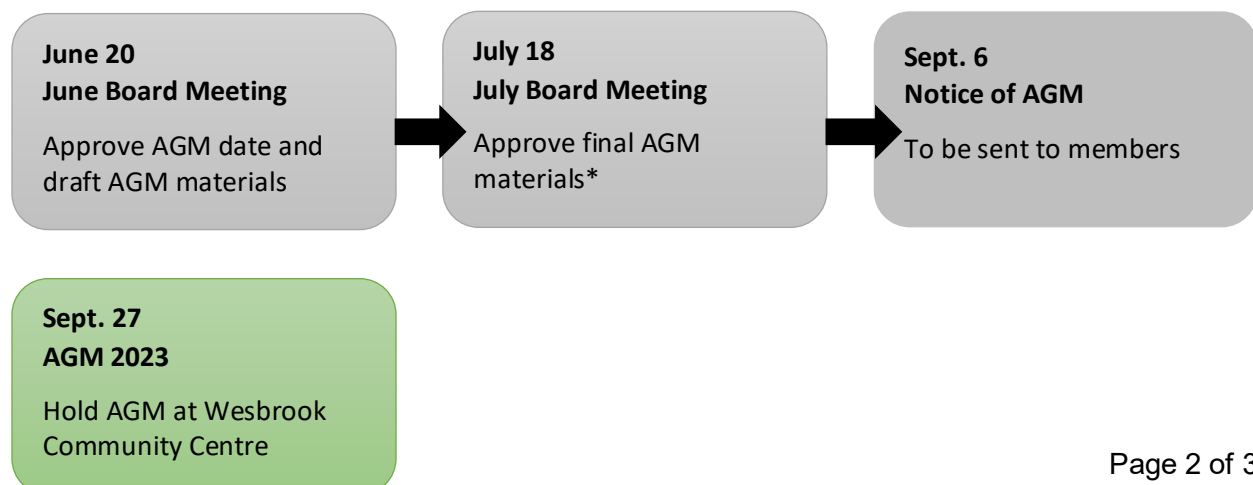 June 20
June Board Meeting
Approve AGM date and
draft AGM materials
July 18
July Board Meeting
Approve final AGM
materials*
Sept. 6
Notice of AGM
To be sent to members
Sept. 27
AGM 2023
Hold AGM at Wesbrook
Community Centre
Page 2 of 3